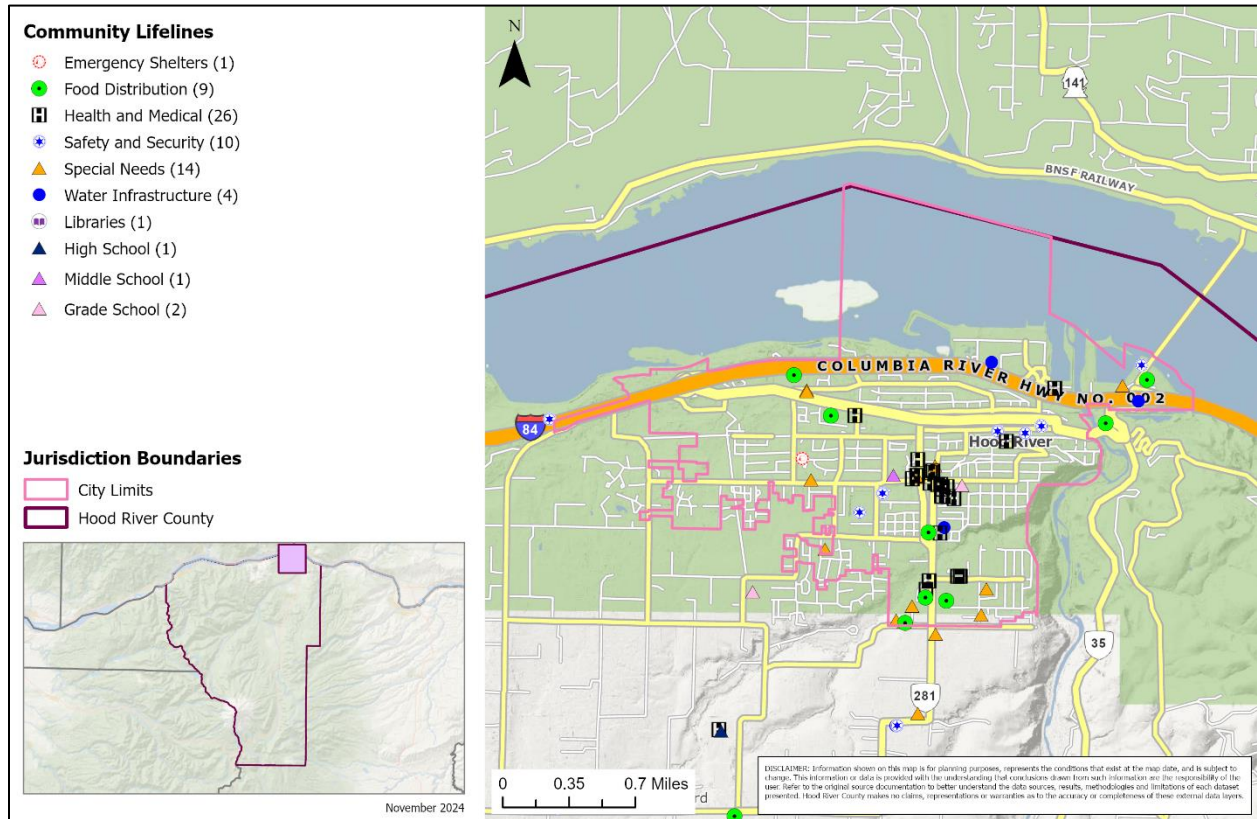 Community Lifelines
Emergency Shelters (1)
Food Distribution (9)
Health and Medical (26)
Safety and Security (10)
Special Needs (14)
Water Infrastructure (4)
Libraries (1)
High School (1)
Middle School (1)
Grade School (2)
Jurisdiction Boundaries
City Limits
Hood River County
November 2024
N
141
BNSF RAILWAY
COLUMBIA RIVER HWY NO. 002
84
Hood River
35
281
0 0.35 0.7 Miles
DISCLAIMER: Information shown on this map is for planning purposes, represents the conditions that exist at the map date, and is subject to
change. This information or data is provided with the understanding that conclusions drawn from such information are the responsibility of the
user. Refer to the original source documentation to better understand the data sources, results, methodologies and limitations of each dataset
presented. Hood River County makes no claims, representations or warranties as to the accuracy or completeness of these external data layers.